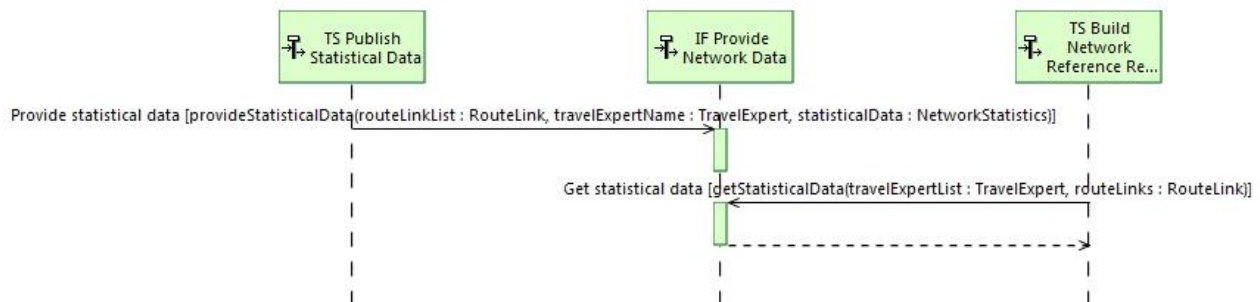 TS Publish
Statistical Data
IF Provide
Network Data
TS Build
Network
Reference Re...
Provide statistical data [provideStatisticalData(routeLinkList : RouteLink, travelExpertName : TravelExpert, statisticalData : NetworkStatistics)]
Get statistical data [getStatisticalData(travelExpertList : TravelExpert, routeLinks : RouteLink)]